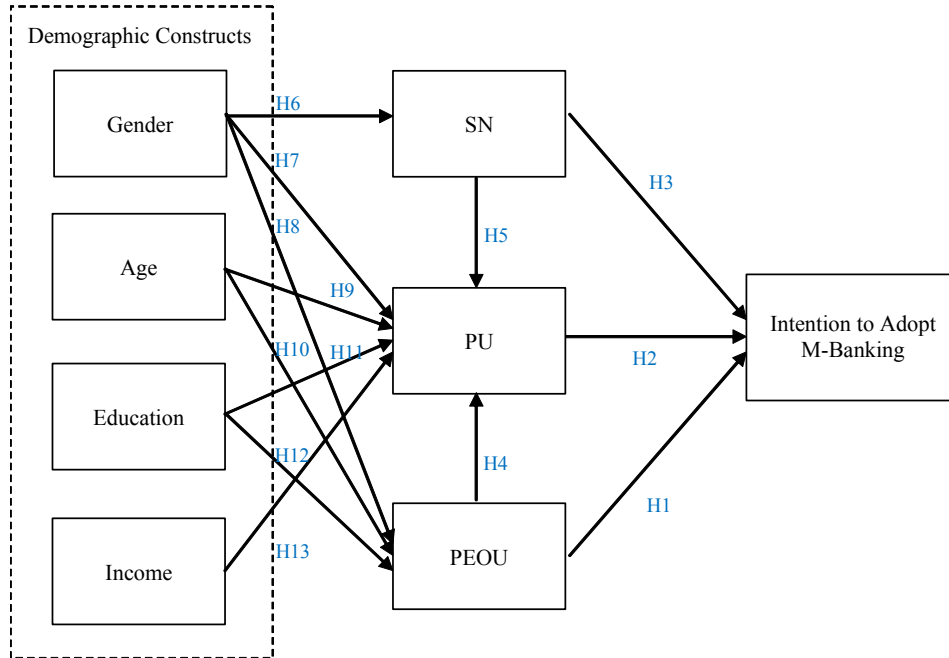 Demographic Constructs
Gender
Age
Education
Income
H6
H7
H8
H9
H10
H11
H12
H13
SN
H5
PU
H4
PEOU
H3
H2
H1
Intention to Adopt
M-Banking